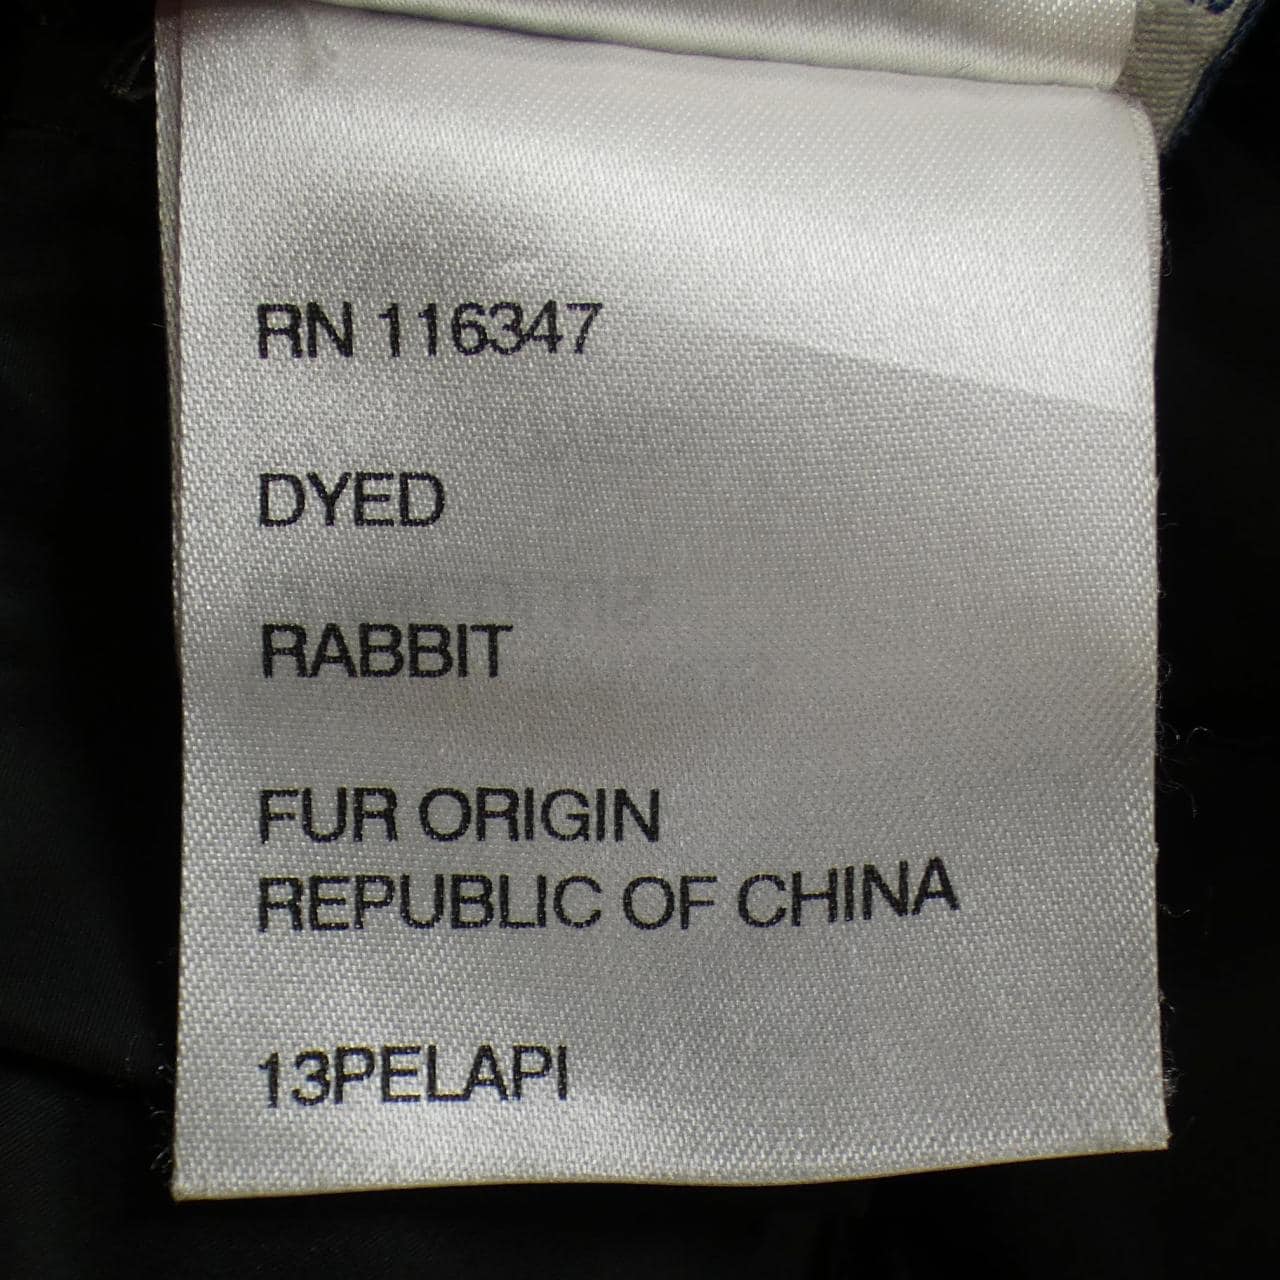 RN 116347
DYED
RABBIT
FUR ORIGIN
REPUBLIC OF CHINA
13PELAPI